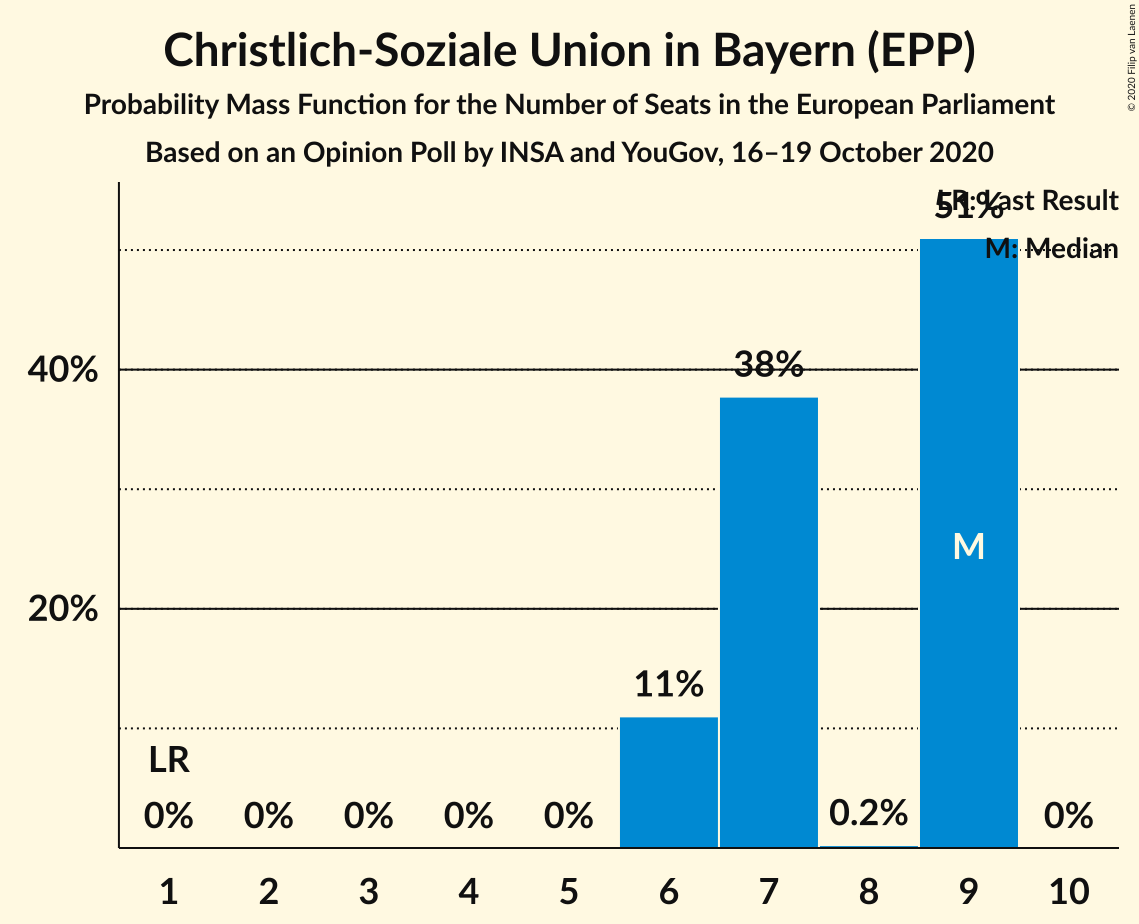 Christlich-Soziale Union in Bayern (EPP)
Probability Mass Function for the Number of Seats in the European Parliament
Based on an Opinion Poll by INSA and YouGov, 16–19 October 2020
© 2020 Filip van Laenen
LR: Last Result
M: Median
51%
40%
38%
M
20%
11%
LR
0% 0% 0% 0% 0% 0.2% 0%
1 2 3 4 5 6 7 8 9 10